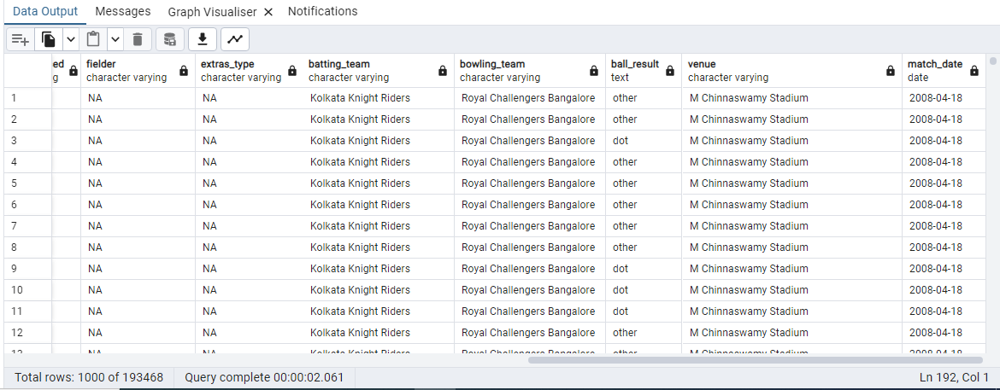 Data Output Messages Graph Visualiser Notifications
ed fielder extras_type batting_team bowling_team ball_result venue match_date
g character varying character varying character varying character varying text character varying date
1 NA NA Kolkata Knight Riders Royal Challengers Bangalore other M Chinnaswamy Stadium 2008-04-18
2 NA NA Kolkata Knight Riders Royal Challengers Bangalore other M Chinnaswamy Stadium 2008-04-18
3 NA NA Kolkata Knight Riders Royal Challengers Bangalore dot M Chinnaswamy Stadium 2008-04-18
4 NA NA Kolkata Knight Riders Royal Challengers Bangalore other M Chinnaswamy Stadium 2008-04-18
5 NA NA Kolkata Knight Riders Royal Challengers Bangalore other M Chinnaswamy Stadium 2008-04-18
6 NA NA Kolkata Knight Riders Royal Challengers Bangalore other M Chinnaswamy Stadium 2008-04-18
7 NA NA Kolkata Knight Riders Royal Challengers Bangalore other M Chinnaswamy Stadium 2008-04-18
8 NA NA Kolkata Knight Riders Royal Challengers Bangalore other M Chinnaswamy Stadium 2008-04-18
9 NA NA Kolkata Knight Riders Royal Challengers Bangalore dot M Chinnaswamy Stadium 2008-04-18
10 NA NA Kolkata Knight Riders Royal Challengers Bangalore dot M Chinnaswamy Stadium 2008-04-18
11 NA NA Kolkata Knight Riders Royal Challengers Bangalore dot M Chinnaswamy Stadium 2008-04-18
12 NA NA Kolkata Knight Riders Royal Challengers Bangalore other M Chinnaswamy Stadium 2008-04-18
13 NA NA Kolkata Knight Riders Royal Challengers Bangalore other M Chinnaswamy Stadium 2008-04-18
Total rows: 1000 of 193468 Query complete 00:00:02.061 Ln 192, Col 1